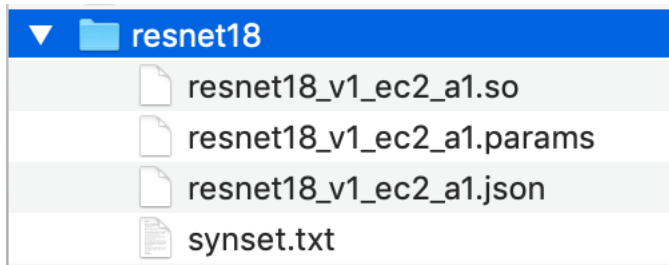 resnet18
resnet18_v1_ec2_a1.so
resnet18_v1_ec2_a1.params
resnet18_v1_ec2_a1.json
synset.txt